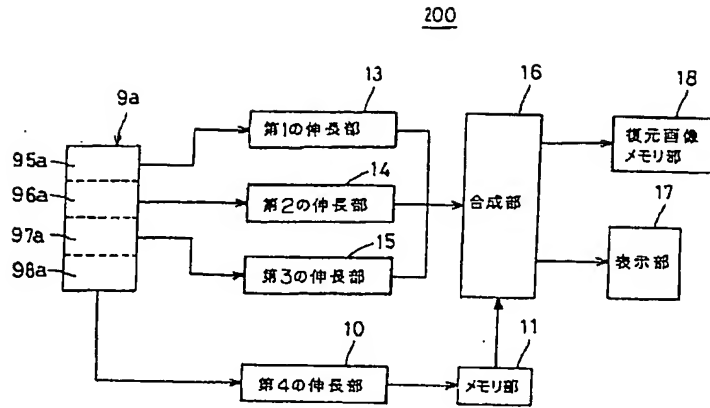 200
9a
95a
96a
97a
98a
13
第1の伸長部
14
第2の伸長部
15
第3の伸長部
10
第4の伸長部
16
合成部
11
メモリ部
18
復元画像
メモリ部
17
表示部